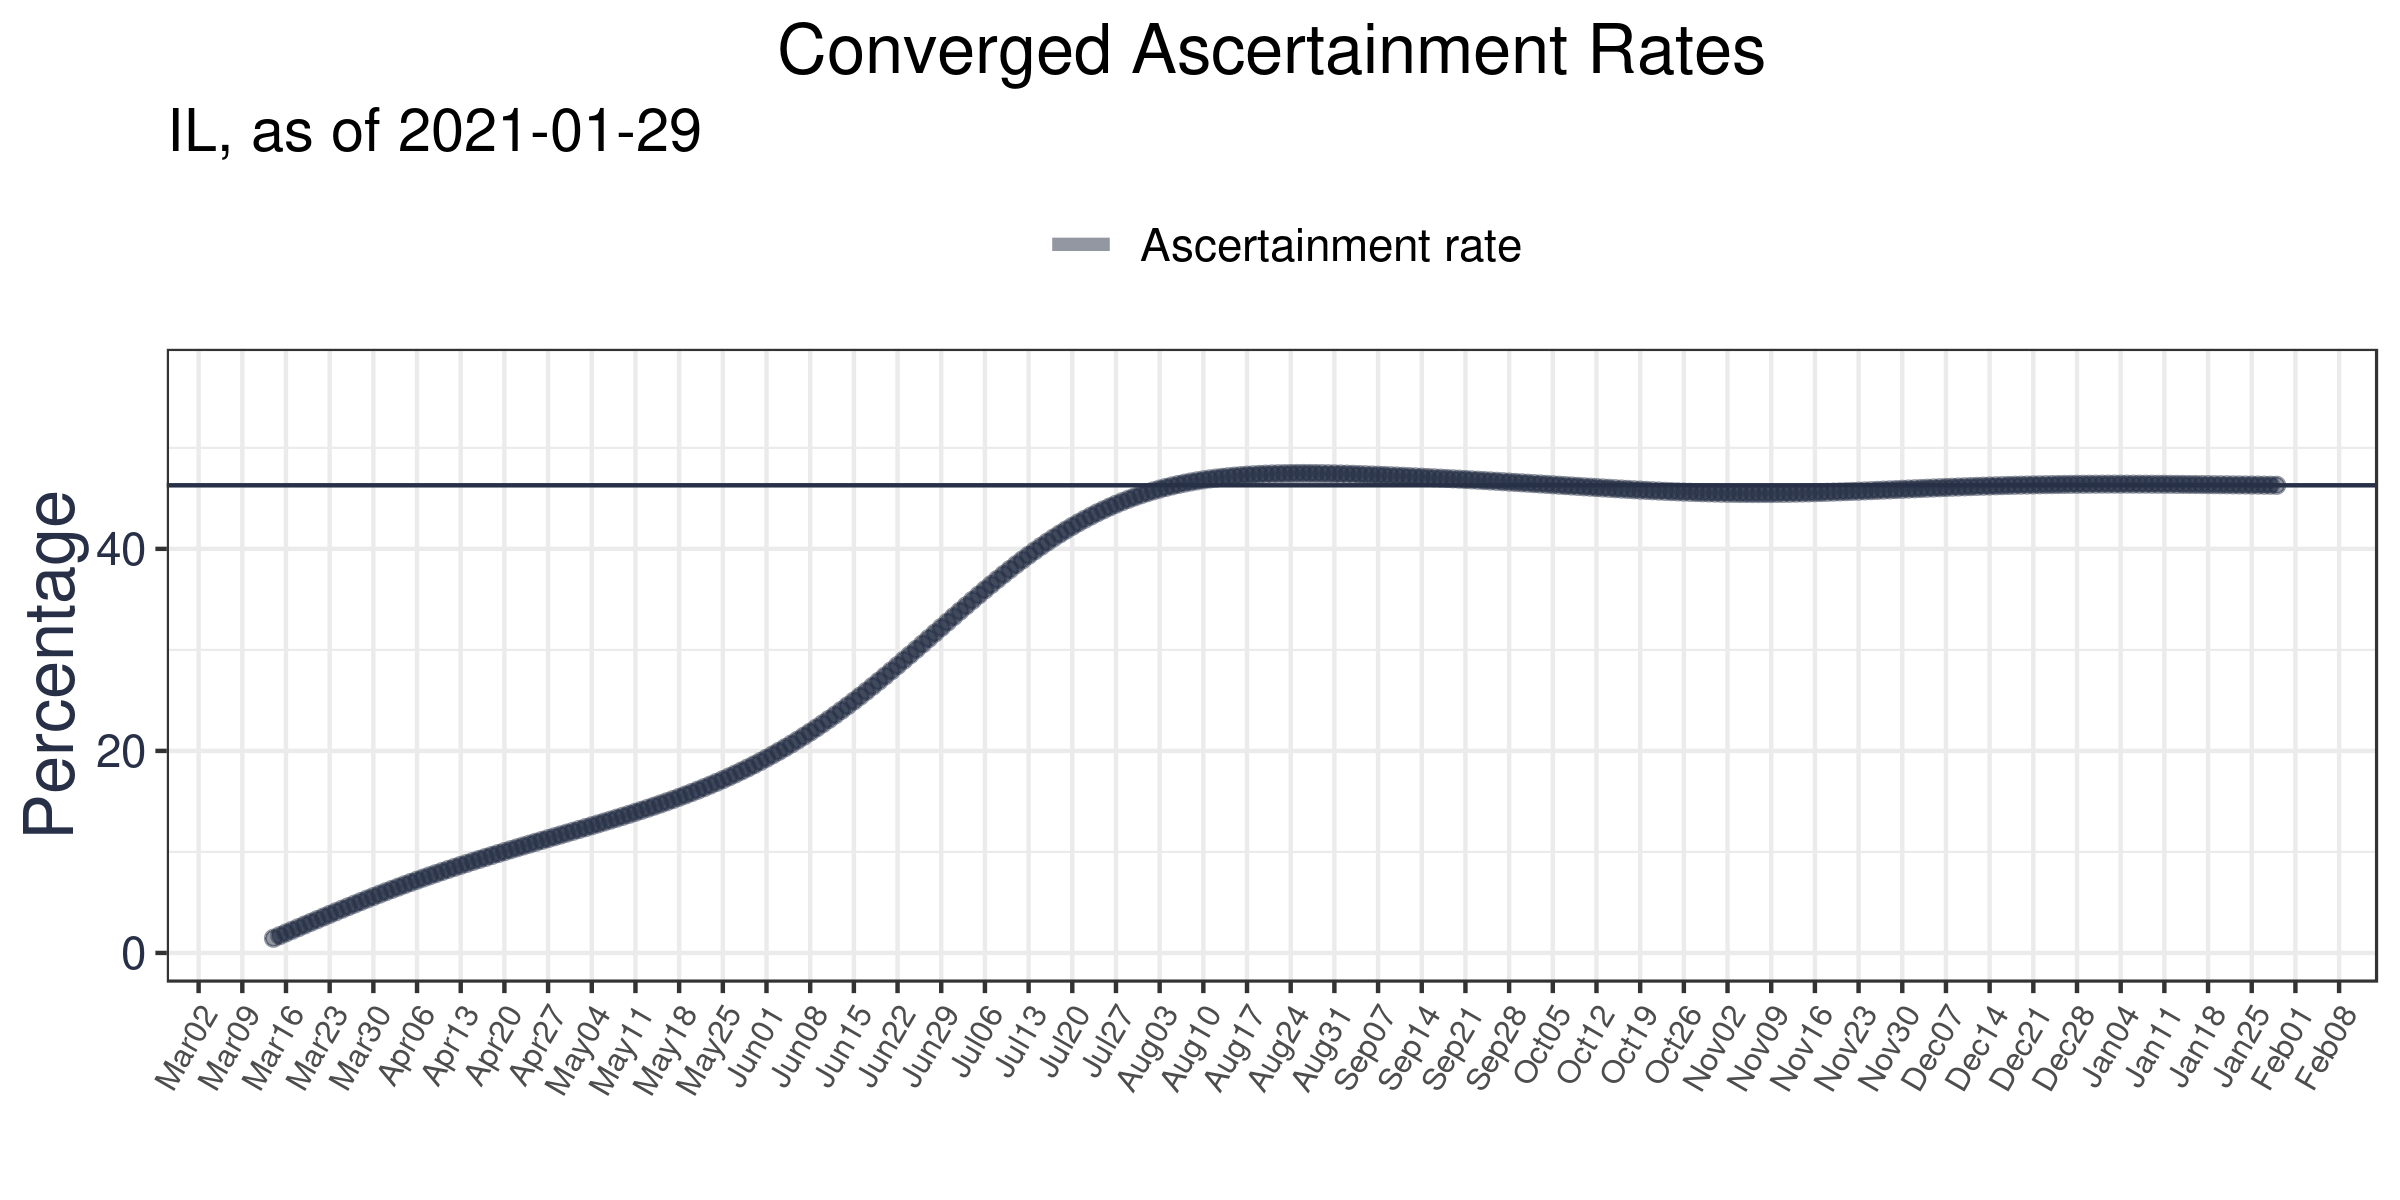 Converged Ascertainment Rates
IL, as of 2021-01-29
Ascertainment rate
Percentage
40
20
0
Mar02
Mar09
Mar16
Mar23
Mar30
Apr06
Apr13
Apr20
Apr27
May04
May11
May18
May25
Jun01
Jun08
Jun15
Jun22
Jun29
Jul06
Jul13
Jul20
Jul27
Aug03
Aug10
Aug17
Aug24
Aug31
Sep07
Sep14
Sep21
Sep28
Oct05
Oct12
Oct19
Oct26
Nov02
Nov09
Nov16
Nov23
Nov30
Dec07
Dec14
Dec21
Dec28
Jan04
Jan11
Jan18
Jan25
Feb01
Feb08